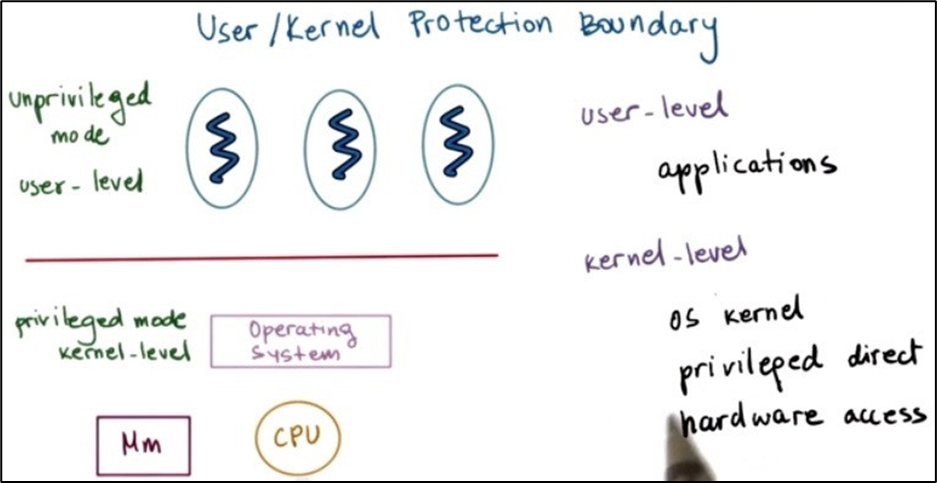 User/Kernel Protection Boundary
unprivileged
mode
user-level
user-level
applications
kernel-level
privileged mode
kernel-level
Operating
System
Mm
CPU
OS kernel
privileged direct
hardware access